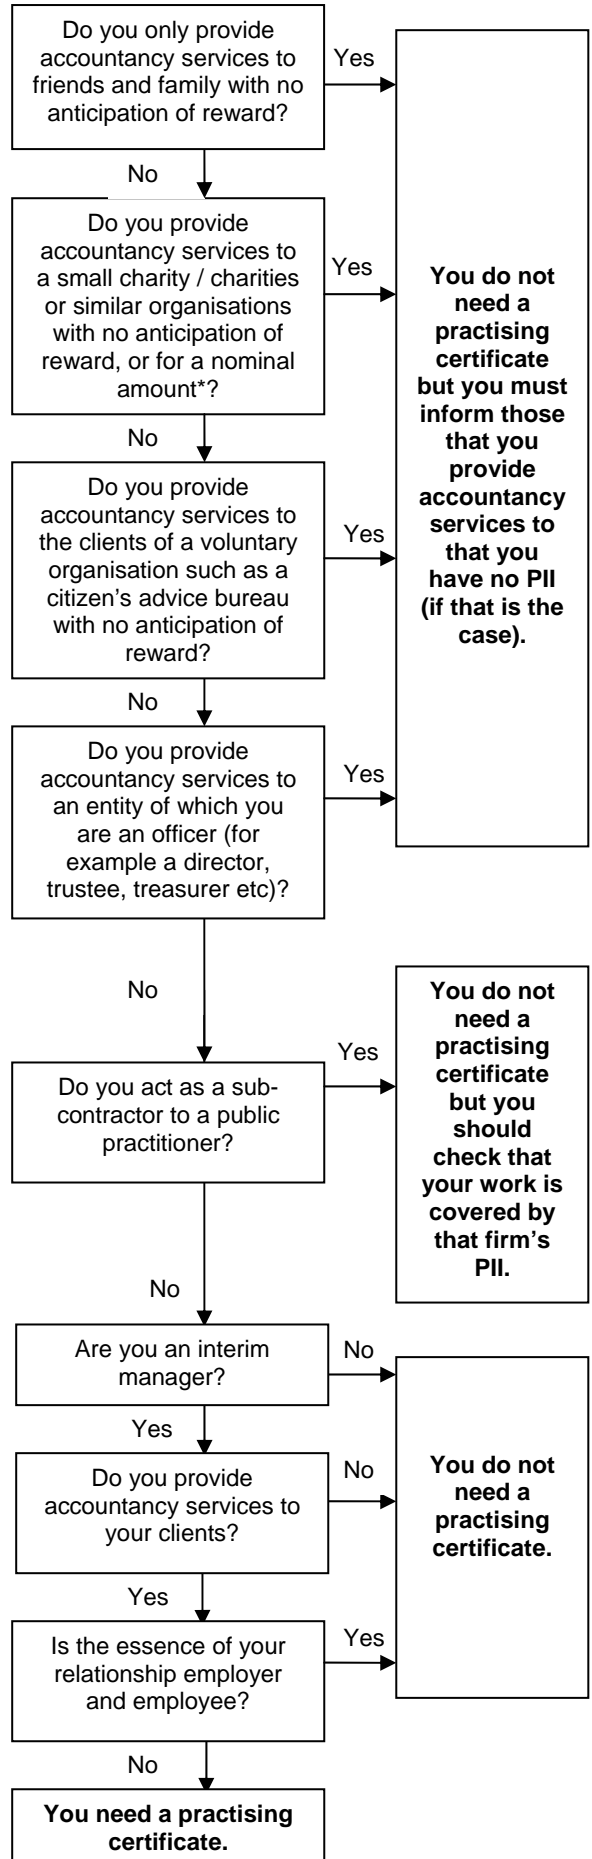 Do you only provide
accountancy services to
friends and family with no
anticipation of reward?
Yes
No
Do you provide
accountancy services to
a small charity / charities
or similar organisations
with no anticipation of
reward, or for a nominal
amount*?
Yes
No
Do you provide
accountancy services to
the clients of a voluntary
organisation such as a
citizen’s advice bureau
with no anticipation of
reward?
Yes
No
Do you provide
accountancy services to
an entity of which you
are an officer (for
example a director,
trustee, treasurer etc)?
Yes
You do not
need a
practising
certificate
but you must
inform those
that you
provide
accountancy
services to
that you
have no PII
(if that is the
case).
No
Do you act as a sub-
contractor to a public
practitioner?
Yes
You do not
need a
practising
certificate
but you
should
check that
your work is
covered by
that firm’s
PII.
No
Are you an interim
manager?
No
Yes
Do you provide
accountancy services to
your clients?
No
Yes
Is the essence of your
relationship employer
and employee?
Yes
You do not
need a
practising
certificate.
No
You need a practising
certificate.